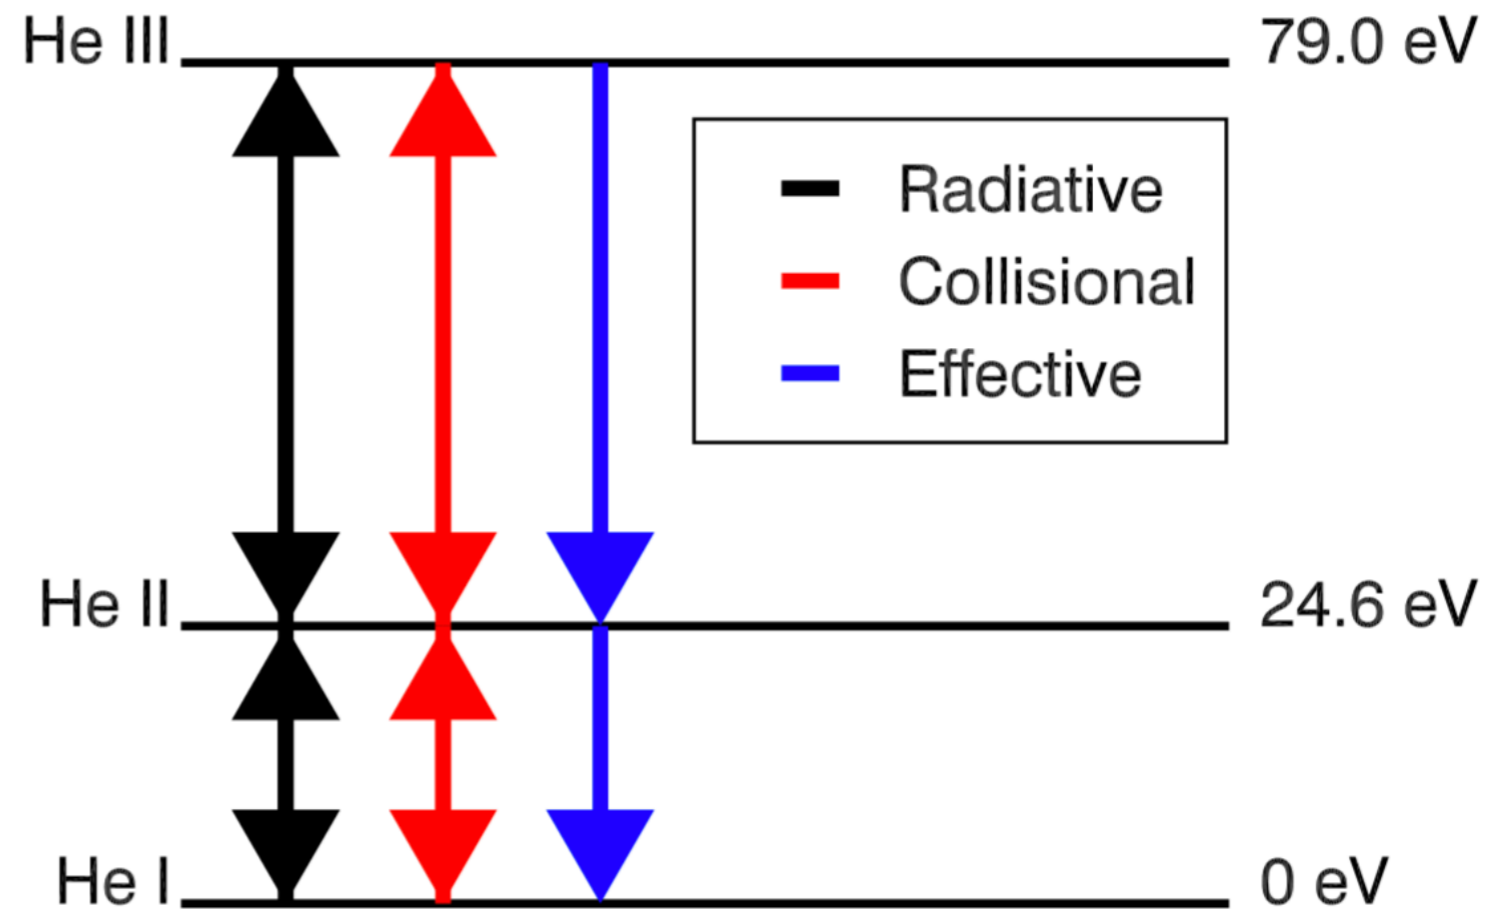 He III 79.0 eV
Radiative
Collisional
Effective
He II 24.6 eV
He I 0 eV